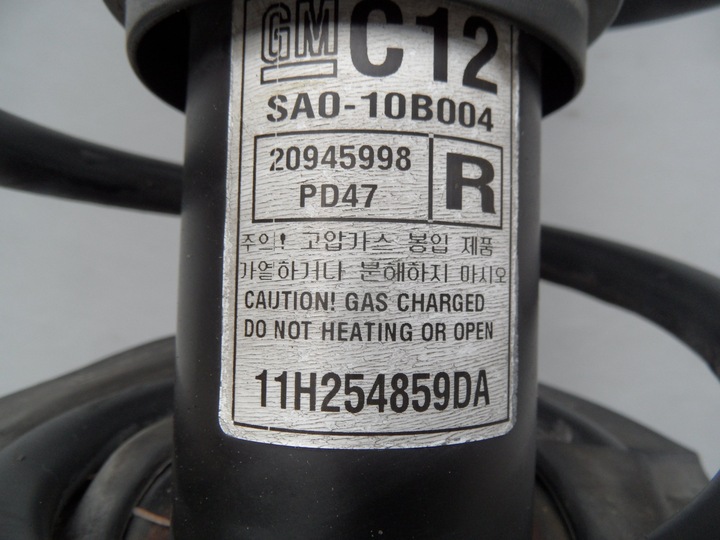 GM C12
SA0-10B004
20945998
PD47
R
주의! 고압가스 봉입 제품
가열하거나 분해하지 마시오
CAUTION! GAS CHARGED
DO NOT HEATING OR OPEN
11H254859DA